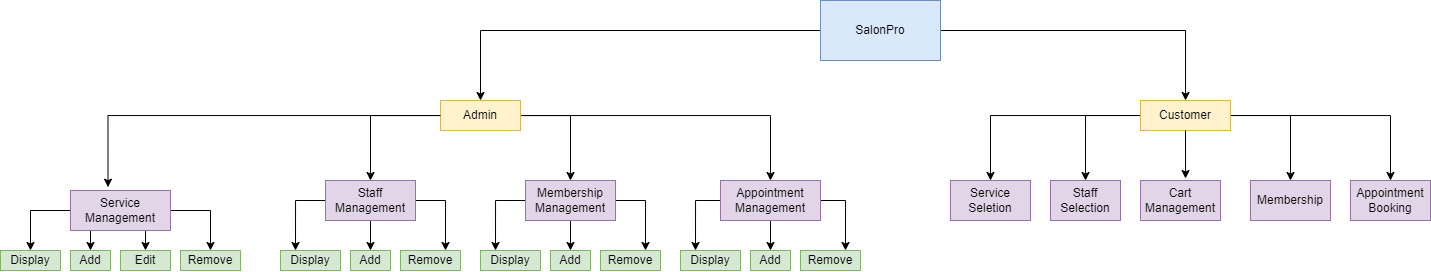 SalonPro
Admin
Customer
Service
Management
Staff
Management
Membership
Management
Appointment
Management
Service
Seletion
Staff
Selection
Cart
Management
Membership
Appointment
Booking
Display
Add
Edit
Remove
Display
Add
Remove
Display
Add
Remove
Display
Add
Remove